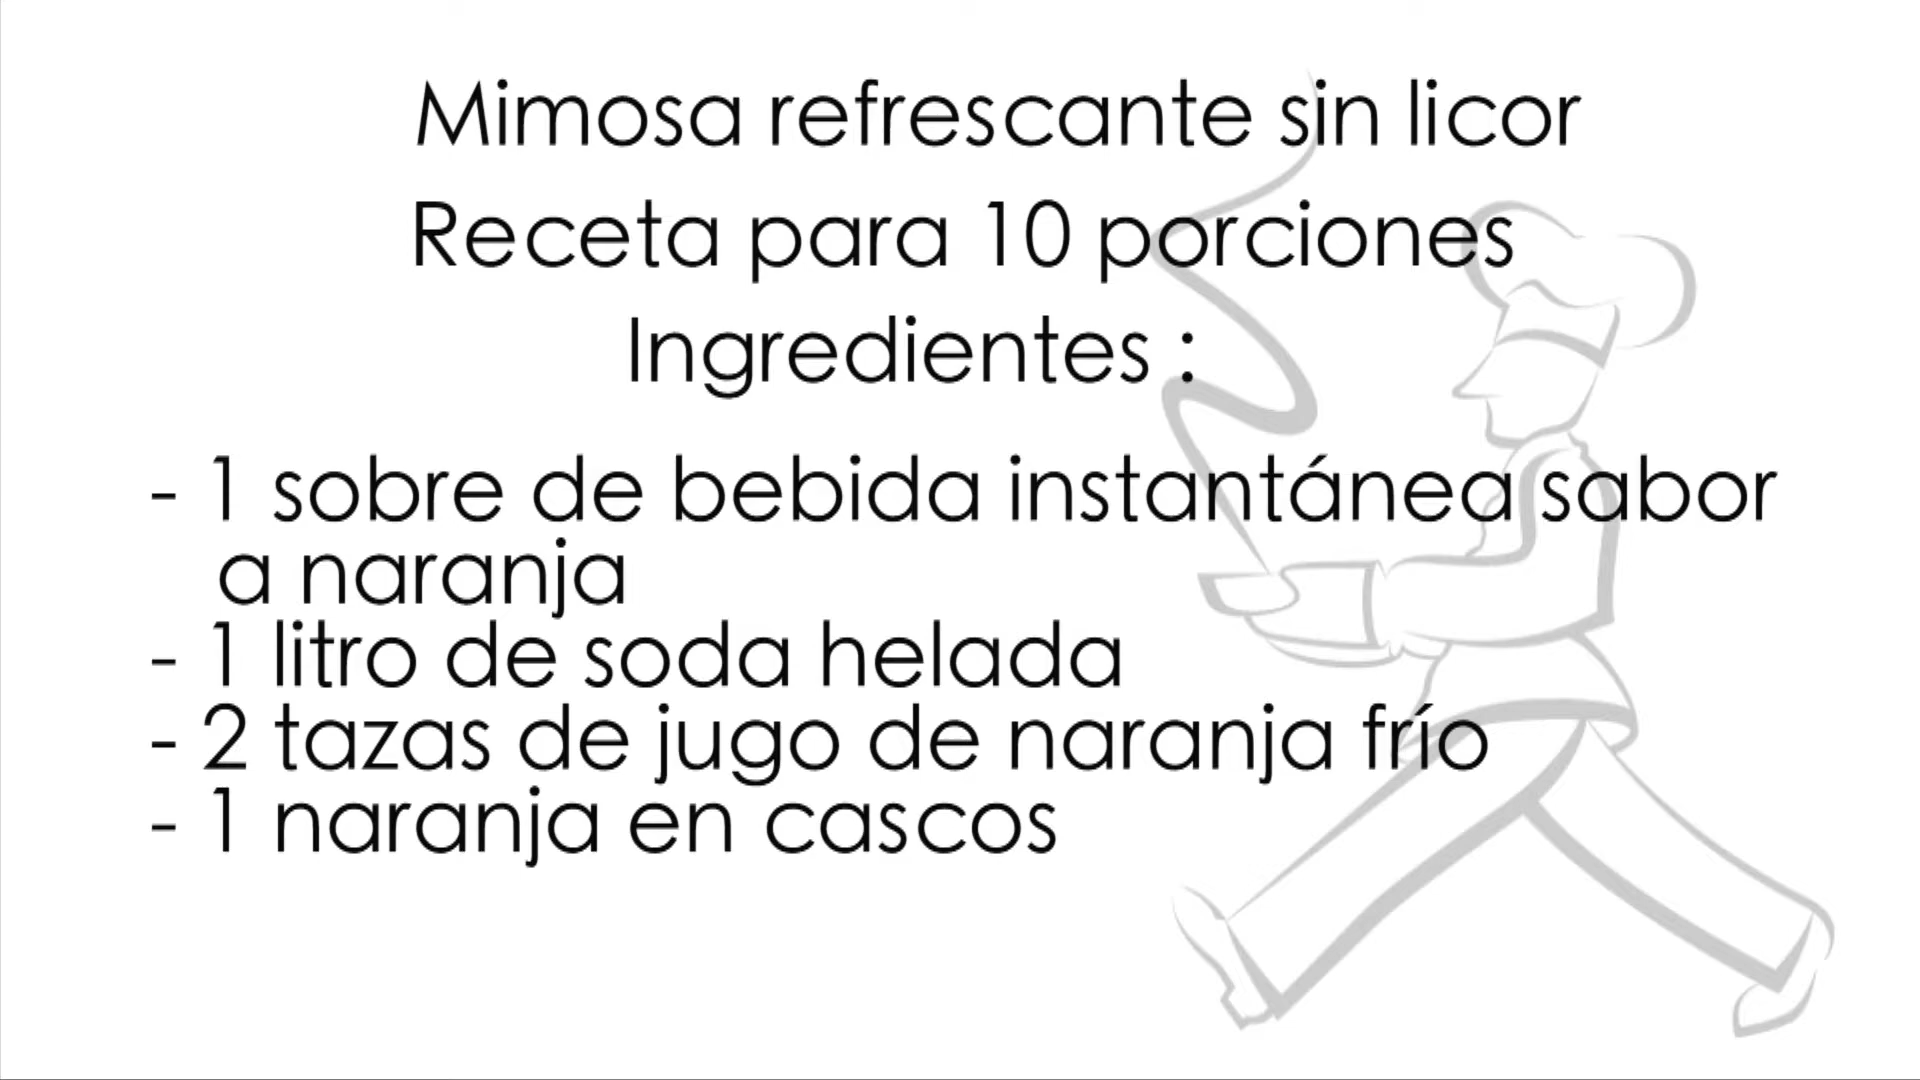 Mimosa refrescante sin licor
Receta para 10 porciones
Ingredientes :
- 1 sobre de bebida instantánea sabor
a naranja
- 1 litro de soda helada
- 2 tazas de jugo de naranja frío
- 1 naranja en cascos